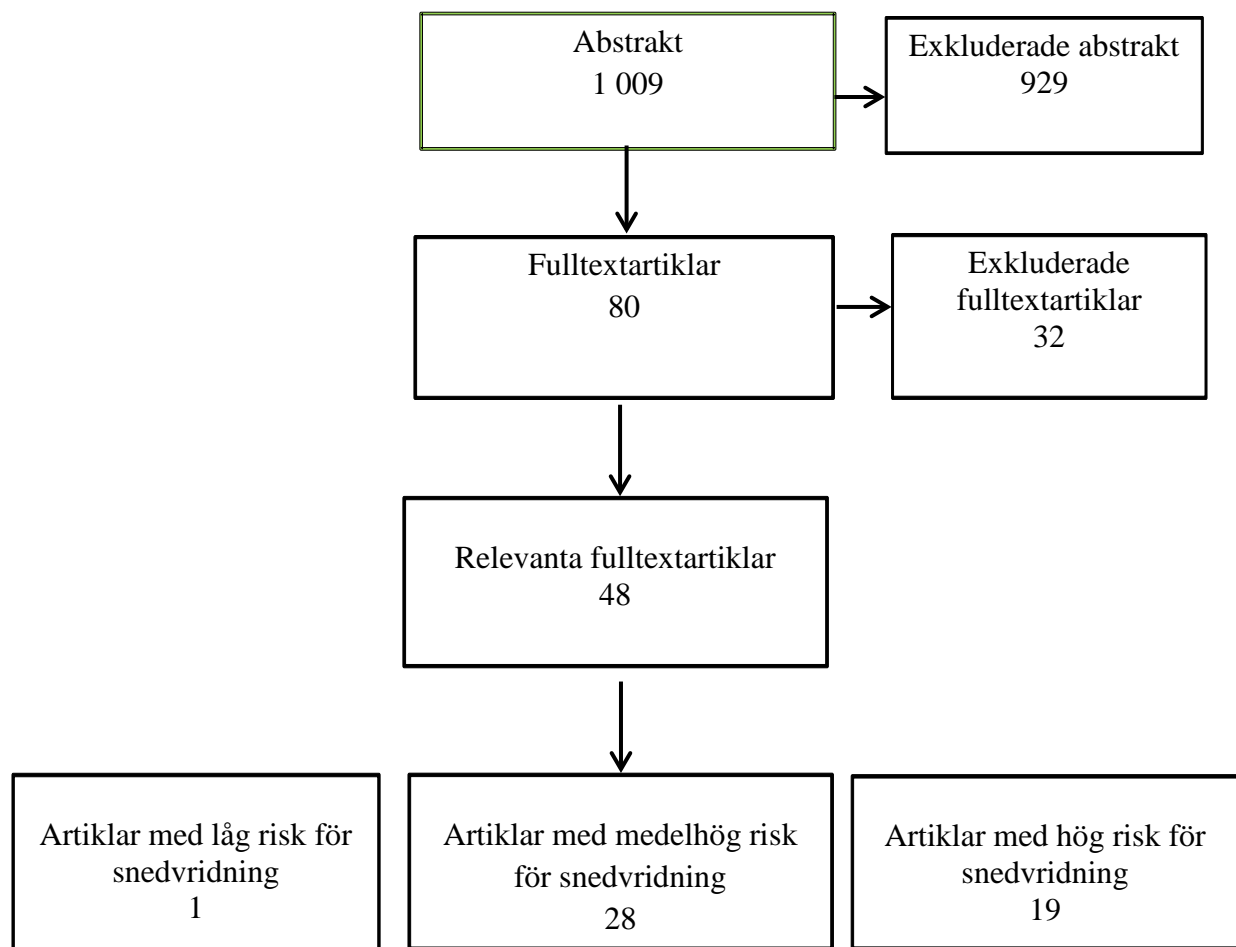 Abstrakt
1 009
Exkluderade abstrakt
929
Fulltextartiklar
80
Exkluderade
fulltextartiklar
32
Relevanta fulltextartiklar
48
Artiklar med låg risk för
snedvridning
1
Artiklar med medelhög risk
för snedvridning
28
Artiklar med hög risk för
snedvridning
19